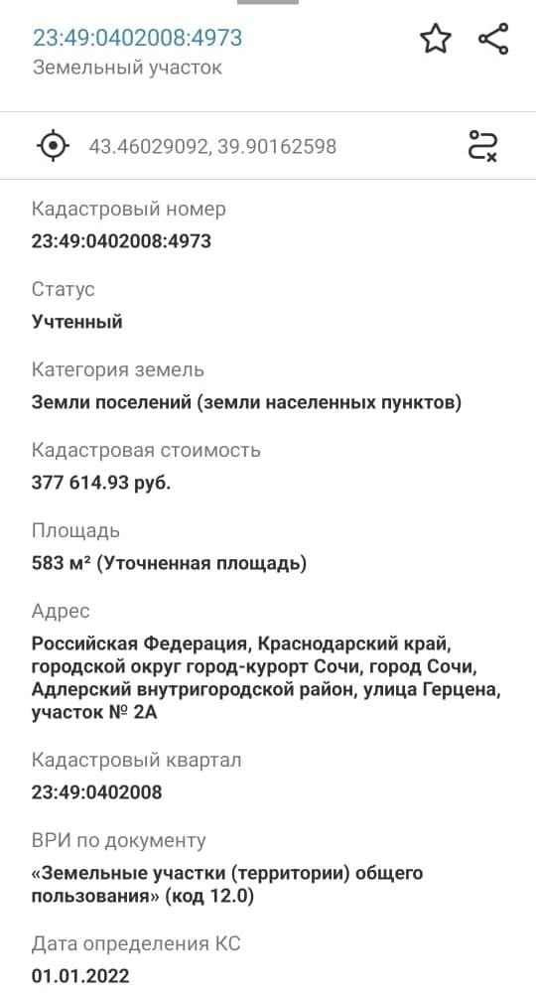 23:49:0402008:4973
Земельный участок
43.46029092, 39.90162598
Кадастровый номер
23:49:0402008:4973
Статус
Учтенный
Категория земель
Земли поселений (земли населенных пунктов)
Кадастровая стоимость
377 614.93 руб.
Площадь
583 м² (Уточненная площадь)
Адрес
Российская Федерация, Краснодарский край,
городской округ город-курорт Сочи, город Сочи,
Адлерский внутригородской район, улица Герцена,
участок № 2А
Кадастровый квартал
23:49:0402008
ВРИ по документу
«Земельные участки (территории) общего
пользования» (код 12.0)
Дата определения КС
01.01.2022